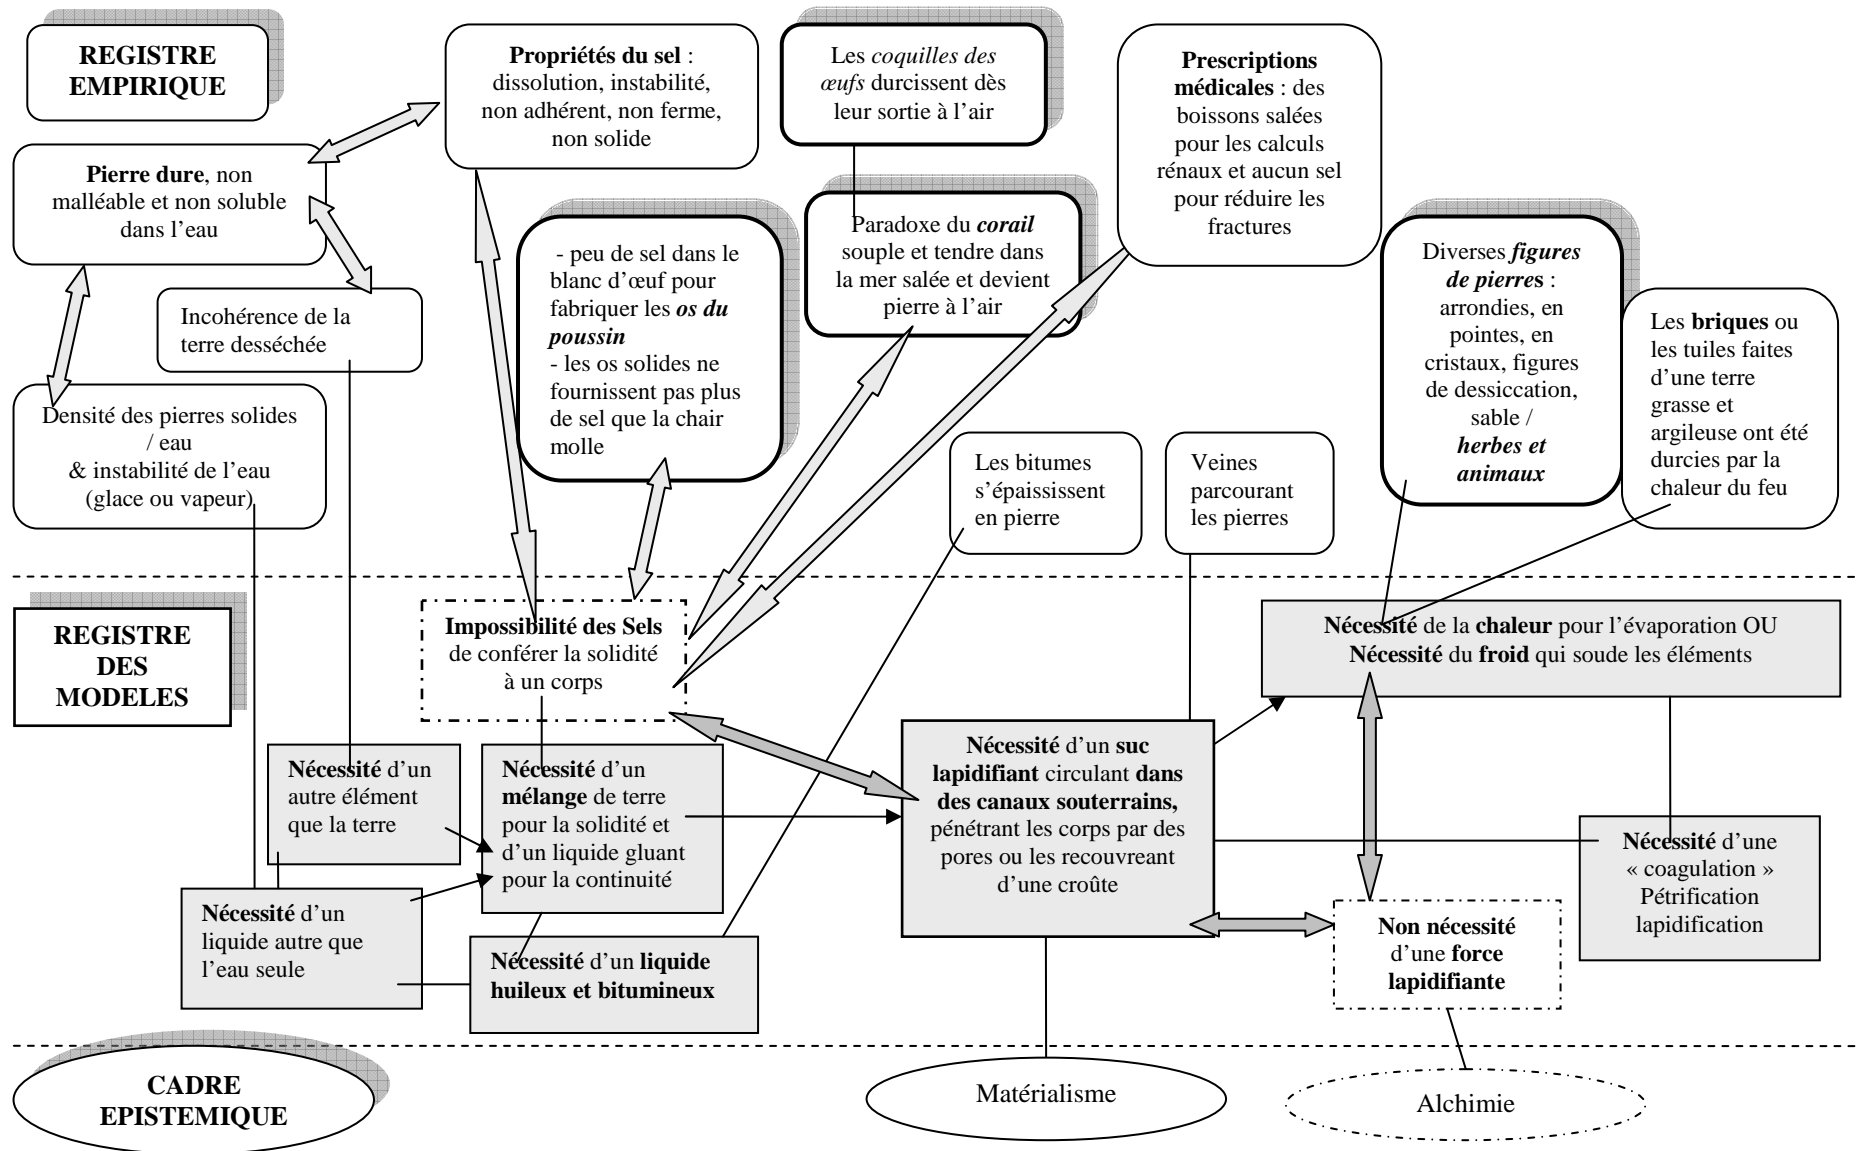 REGISTRE
EMPIRIQUE
Propriétés du sel :
dissolution, instabilité,
non adhérent, non ferme,
non solide
Les coquilles des
œufs durcissent dès
leur sortie à l’air
Prescriptions
médicales : des
boissons salées
pour les calculs
rénaux et aucun sel
pour réduire les
fractures
Pierre dure, non
malléable et non soluble
dans l’eau
Paradoxe du corail
souple et tendre dans
la mer salée et devient
pierre à l’air
- peu de sel dans le
blanc d’œuf pour
fabriquer les os du
poussin
- les os solides ne
fournissent pas plus
de sel que la chair
molle
Diverses figures
de pierres :
arrondies, en
pointes, en
cristaux, figures
de dessiccation,
sable /
herbes et
animaux
Incohérence de la
terre desséchée
Les briques ou
les tuiles faites
d’une terre
grasse et
argileuse ont été
durcies par la
chaleur du feu
Densité des pierres solides
/ eau
& instabilité de l’eau
(glace ou vapeur)
Les bitumes
s’épaississent
en pierre
Veines
parcourant
les pierres
REGISTRE
DES
MODELES
Impossibilité des Sels
de conférer la solidité
à un corps
Nécessité de la chaleur pour l’évaporation OU
Nécessité du froid qui soude les éléments
Nécessité d’un
autre élément
que la terre
Nécessité d’un
mélange de terre
pour la solidité et
d’un liquide gluant
pour la continuité
Nécessité d’un suc
lapidifiant circulant dans
des canaux souterrains,
pénétrant les corps par des
pores ou les recouvreant
d’une croûte
Nécessité d’une
« coagulation »
Pétrification
lapidification
Nécessité d’un
liquide autre que
l’eau seule
Nécessité d’un liquide
huileux et bitumineux
Non nécessité
d’une force
lapidifiante
CADRE
EPISTEMIQUE
Matérialisme
Alchimie